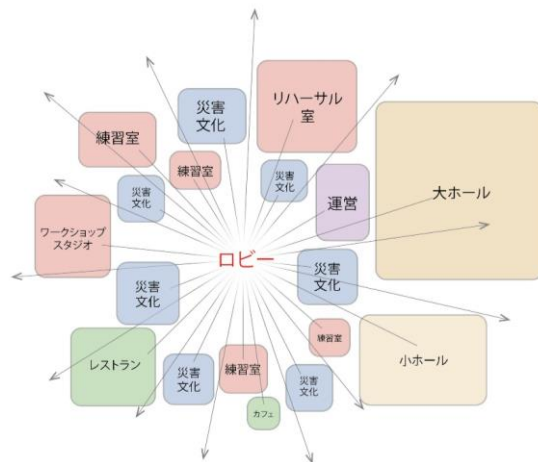 災害
文化
リハーサル
室
練習室
練習室
災害
文化
災害
文化
運営
大ホール
ワークショップ
スタジオ
ロビー
災害
文化
災害
文化
練習室
小ホール
レストラン
災害
文化
練習室
災害
文化
カフェ